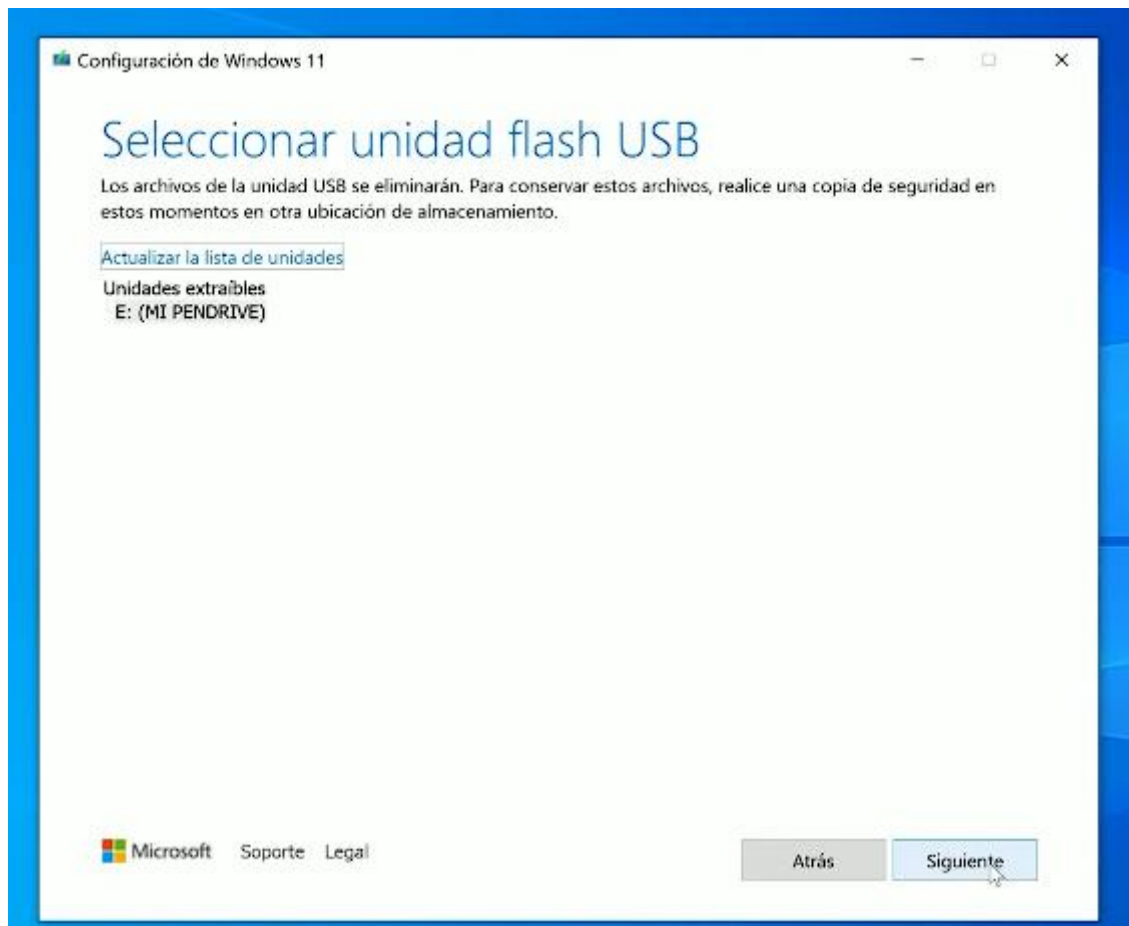 Configuración de Windows 11
Seleccionar unidad flash USB
Los archivos de la unidad USB se eliminarán. Para conservar estos archivos, realice una copia de seguridad en
estos momentos en otra ubicación de almacenamiento.
Actualizar la lista de unidades
Unidades extraíbles
E: (MI PENDRIVE)
Microsoft Soporte Legal
Atrás Siguiente